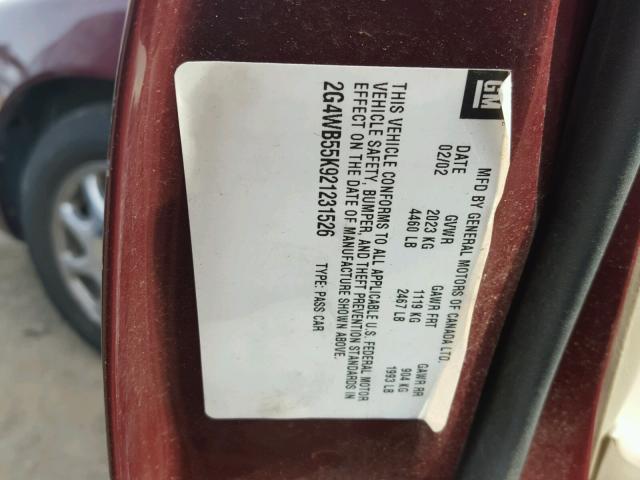 GM
MFD BY GENERAL MOTORS OF CANADA LTD.
DATE GVWR GAWR FRT GAWR RR
02/02 2023 KG 1119 KG 904 KG
4460 LB 2467 LB 1993 LB
THIS VEHICLE CONFORMS TO ALL APPLICABLE U.S. FEDERAL MOTOR
VEHICLE SAFETY, BUMPER, AND THEFT PREVENTION STANDARDS IN
EFFECT ON THE DATE OF MANUFACTURE SHOWN ABOVE.
2G4WB55K921231526 TYPE: PASS CAR